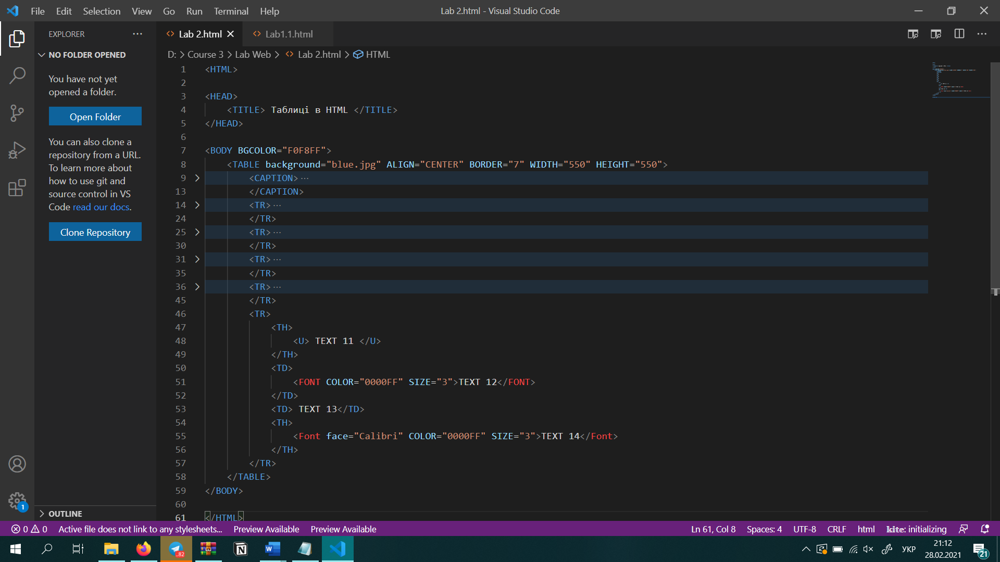 File Edit Selection View Go Run Terminal Help
Lab 2.html - Visual Studio Code
EXPLORER
NO FOLDER OPENED
You have not yet
opened a folder.
Open Folder
You can also clone a
repository from a URL.
To learn more about
how to use git and
source control in VS
Code read our docs.
Clone Repository
OUTLINE
1
Lab 2.html
Lab1.1.html
D: > Course 3 > Lab Web > Lab 2.html > HTML
1 <HTML>
2
3 <HEAD>
4 <TITLE> Таблиці в HTML </TITLE>
5 </HEAD>
6
7 <BODY BGCOLOR="F0F8FF">
8 <TABLE background="blue.jpg" ALIGN="CENTER" BORDER="7" WIDTH="550" HEIGHT="550">
9 <CAPTION>…
13 </CAPTION>
14 <TR>…
24 </TR>
25 <TR>…
30 </TR>
31 <TR>…
35 </TR>
36 <TR>…
45 </TR>
46 <TR>
47 <TH>
48 <U> TEXT 11 </U>
49 </TH>
50 <TD>
51 <FONT COLOR="0000FF" SIZE="3">TEXT 12</FONT>
52 </TD>
53 <TD> TEXT 13</TD>
54 <TH>
55 <Font face="Calibri" COLOR="0000FF" SIZE="3">TEXT 14</Font>
56 </TH>
57 </TR>
58 </TABLE>
59 </BODY>
60
61 </HTML>
0 0 Active file does not link to any stylesheets... Preview Available Preview Available
Ln 61, Col 8 Spaces: 4 UTF-8 CRLF html kite: initializing
..82
N
W
УКР
21:12
28.02.2021
21